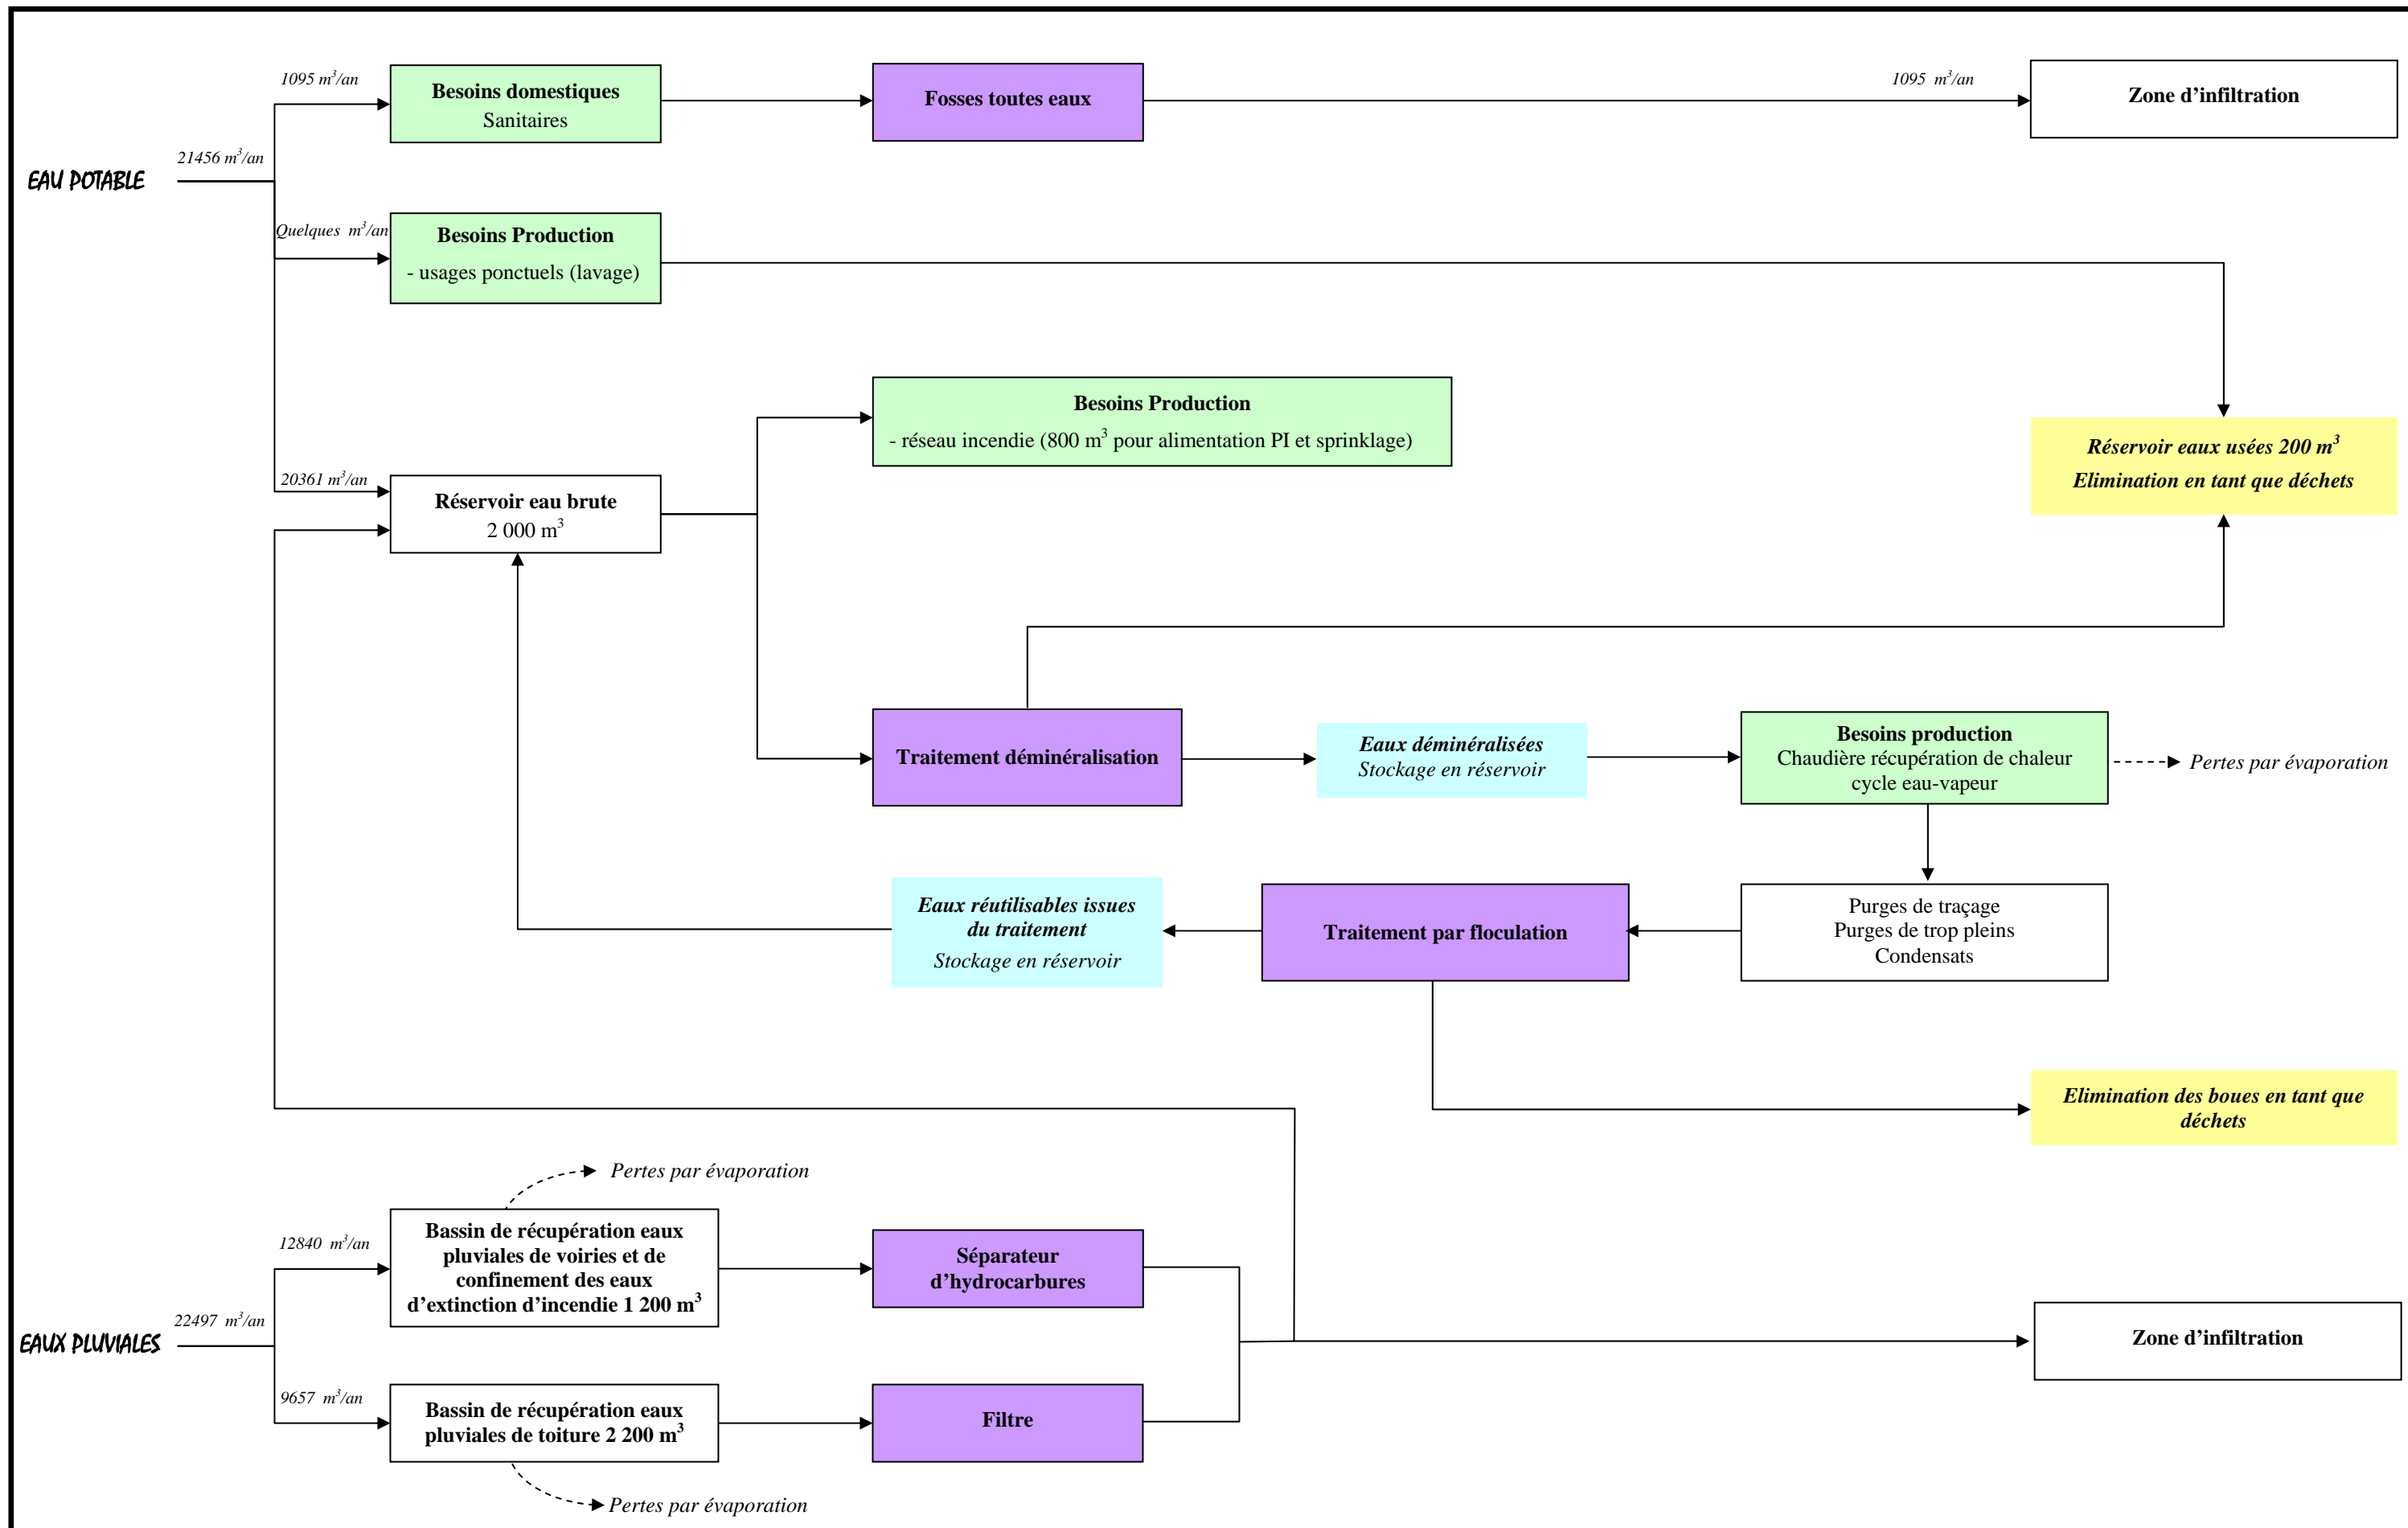 1095 m³/an
Besoins domestiques
Sanitaires
Fosses toutes eaux
1095 m³/an
Zone d’infiltration
21456 m³/an
EAU POTABLE
Quelques m³/an
Besoins Production
- usages ponctuels (lavage)
Besoins Production
- réseau incendie (800 m³ pour alimentation PI et sprinklage)
Réservoir eaux usées 200 m³
Elimination en tant que déchets
20361 m³/an
Réservoir eau brute
2 000 m³
Traitement déminéralisation
Eaux déminéralisées
Stockage en réservoir
Besoins production
Chaudière récupération de chaleur
cycle eau-vapeur
Pertes par évaporation
Eaux réutilisables issues
du traitement
Stockage en réservoir
Traitement par floculation
Purges de traçage
Purges de trop pleins
Condensats
Elimination des boues en tant que
déchets
Pertes par évaporation
12840 m³/an
Bassin de récupération eaux
pluviales de voiries et de
confinement des eaux
d’extinction d’incendie 1 200 m³
Séparateur
d’hydrocarbures
22497 m³/an
EAUX PLUVIALES
Zone d’infiltration
9657 m³/an
Bassin de récupération eaux
pluviales de toiture 2 200 m³
Filtre
Pertes par évaporation